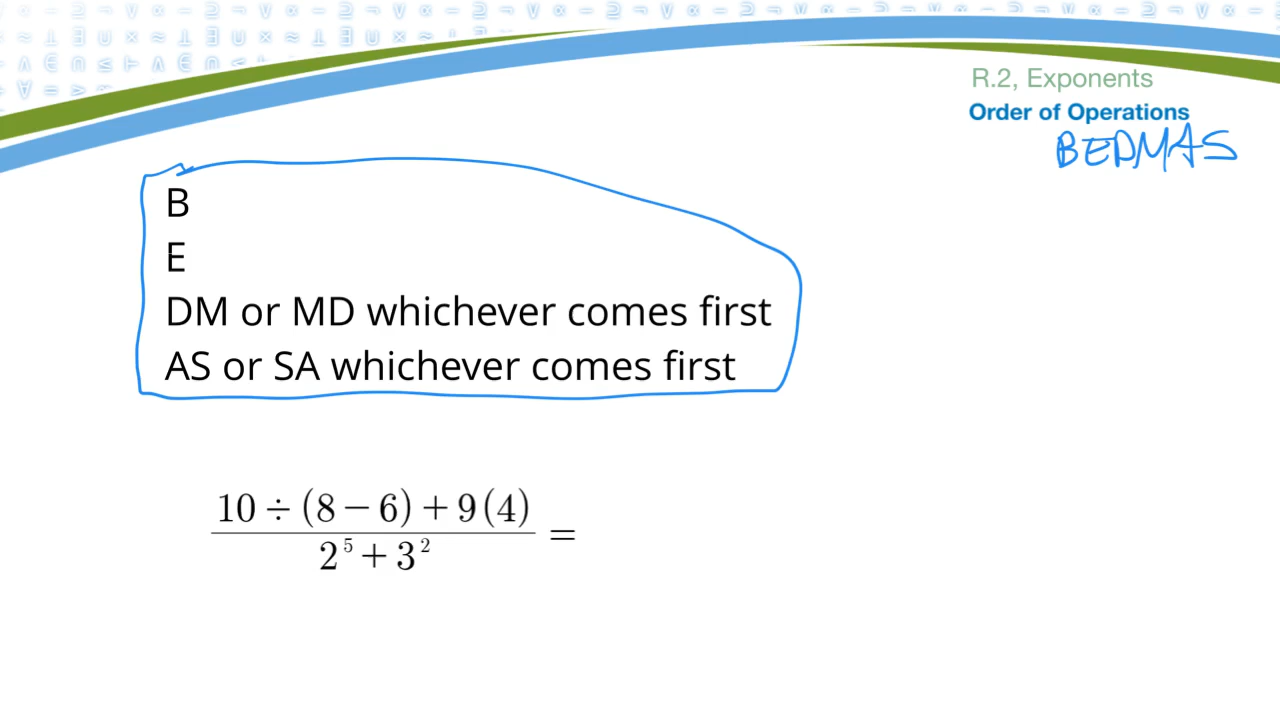 R.2, Exponents
Order of Operations
BEDMAS
B
E
DM or MD whichever comes first
AS or SA whichever comes first
10 ÷ (8 − 6) + 9 (4)
2⁵ + 3² =